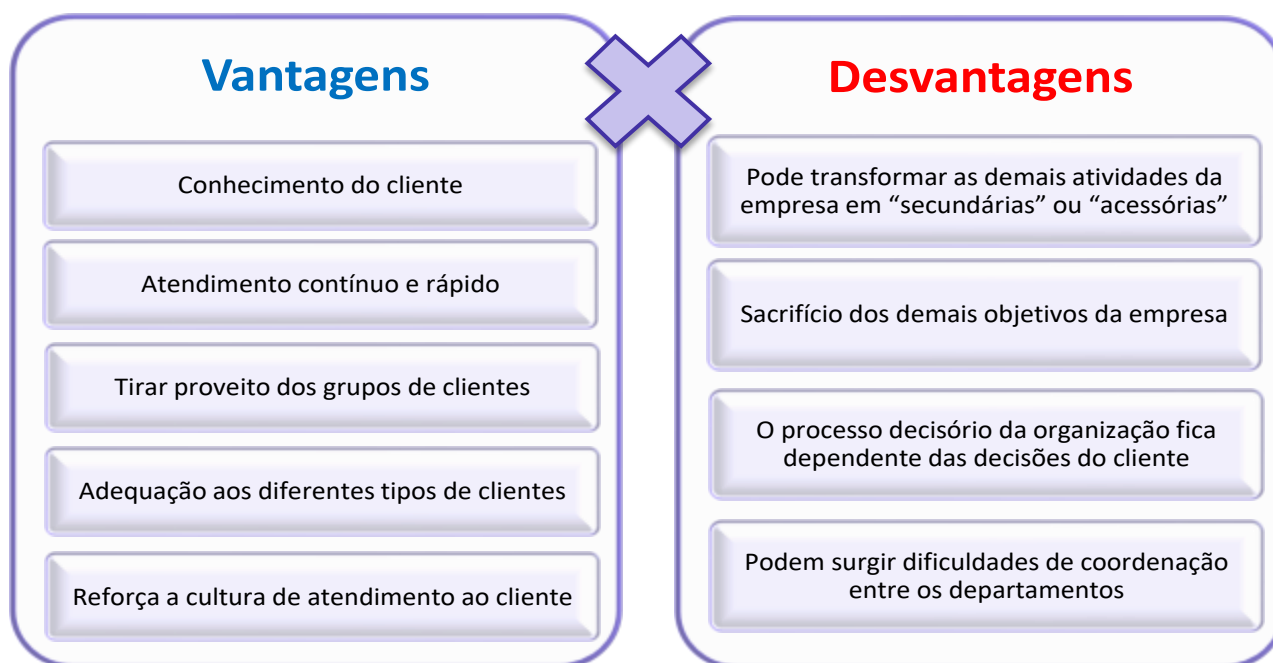 Vantagens
Conhecimento do cliente
Atendimento contínuo e rápido
Tirar proveito dos grupos de clientes
Adequação aos diferentes tipos de clientes
Reforça a cultura de atendimento ao cliente
Desvantagens
Pode transformar as demais atividades da
empresa em “secundárias” ou “acessórias”
Sacrifício dos demais objetivos da empresa
O processo decisório da organização fica
dependente das decisões do cliente
Podem surgir dificuldades de coordenação
entre os departamentos